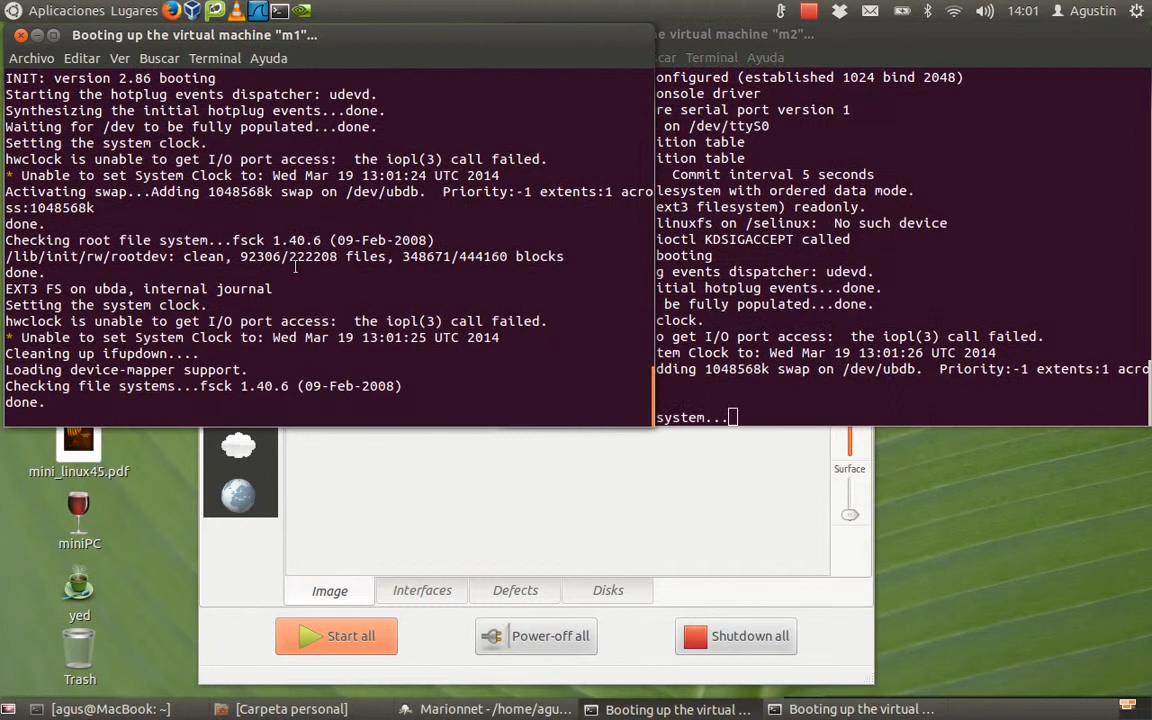 Aplicaciones Lugares
14:01
Agustin
Booting up the virtual machine "m1"...
Archivo Editar Ver Buscar Terminal Ayuda
INIT: version 2.86 booting
Starting the hotplug events dispatcher: udevd.
Synthesizing the initial hotplug events...done.
Waiting for /dev to be fully populated...done.
Setting the system clock.
hwclock is unable to get I/O port access:  the iopl(3) call failed.
* Unable to set System Clock to: Wed Mar 19 13:01:24 UTC 2014
Activating swap...Adding 1048568k swap on /dev/ubdb.  Priority:-1 extents:1 acro
ss:1048568k
done.
Checking root file system...fsck 1.40.6 (09-Feb-2008)
/lib/init/rw/rootdev: clean, 92306/222208 files, 348671/444160 blocks
done.
EXT3 FS on ubda, internal journal
Setting the system clock.
hwclock is unable to get I/O port access:  the iopl(3) call failed.
* Unable to set System Clock to: Wed Mar 19 13:01:25 UTC 2014
Cleaning up ifupdown....
Loading device-mapper support.
Checking file systems...fsck 1.40.6 (09-Feb-2008)
done.
e virtual machine "m2"...
car Terminal Ayuda
onfigured (established 1024 bind 2048)
onsole driver
re serial port version 1
on /dev/ttyS0
ition table
ition table
Commit interval 5 seconds
lesystem with ordered data mode.
ext3 filesystem) readonly.
linuxfs on /selinux:  No such device
ioctl KDSIGACCEPT called
booting
g events dispatcher: udevd.
initial hotplug events...done.
be fully populated...done.
clock.
o get I/O port access:  the iopl(3) call failed.
tem Clock to: Wed Mar 19 13:01:26 UTC 2014
dding 1048568k swap on /dev/ubdb.  Priority:-1 extents:1 acro
system...
mini_linux45.pdf
miniPC
yed
Trash
Surface
Image Interfaces Defects Disks
Start all Power-off all Shutdown all
[agus@MacBook: ~] [Carpeta personal] Marionnet - /home/agu... Booting up the virtual ... Booting up the virtual ...